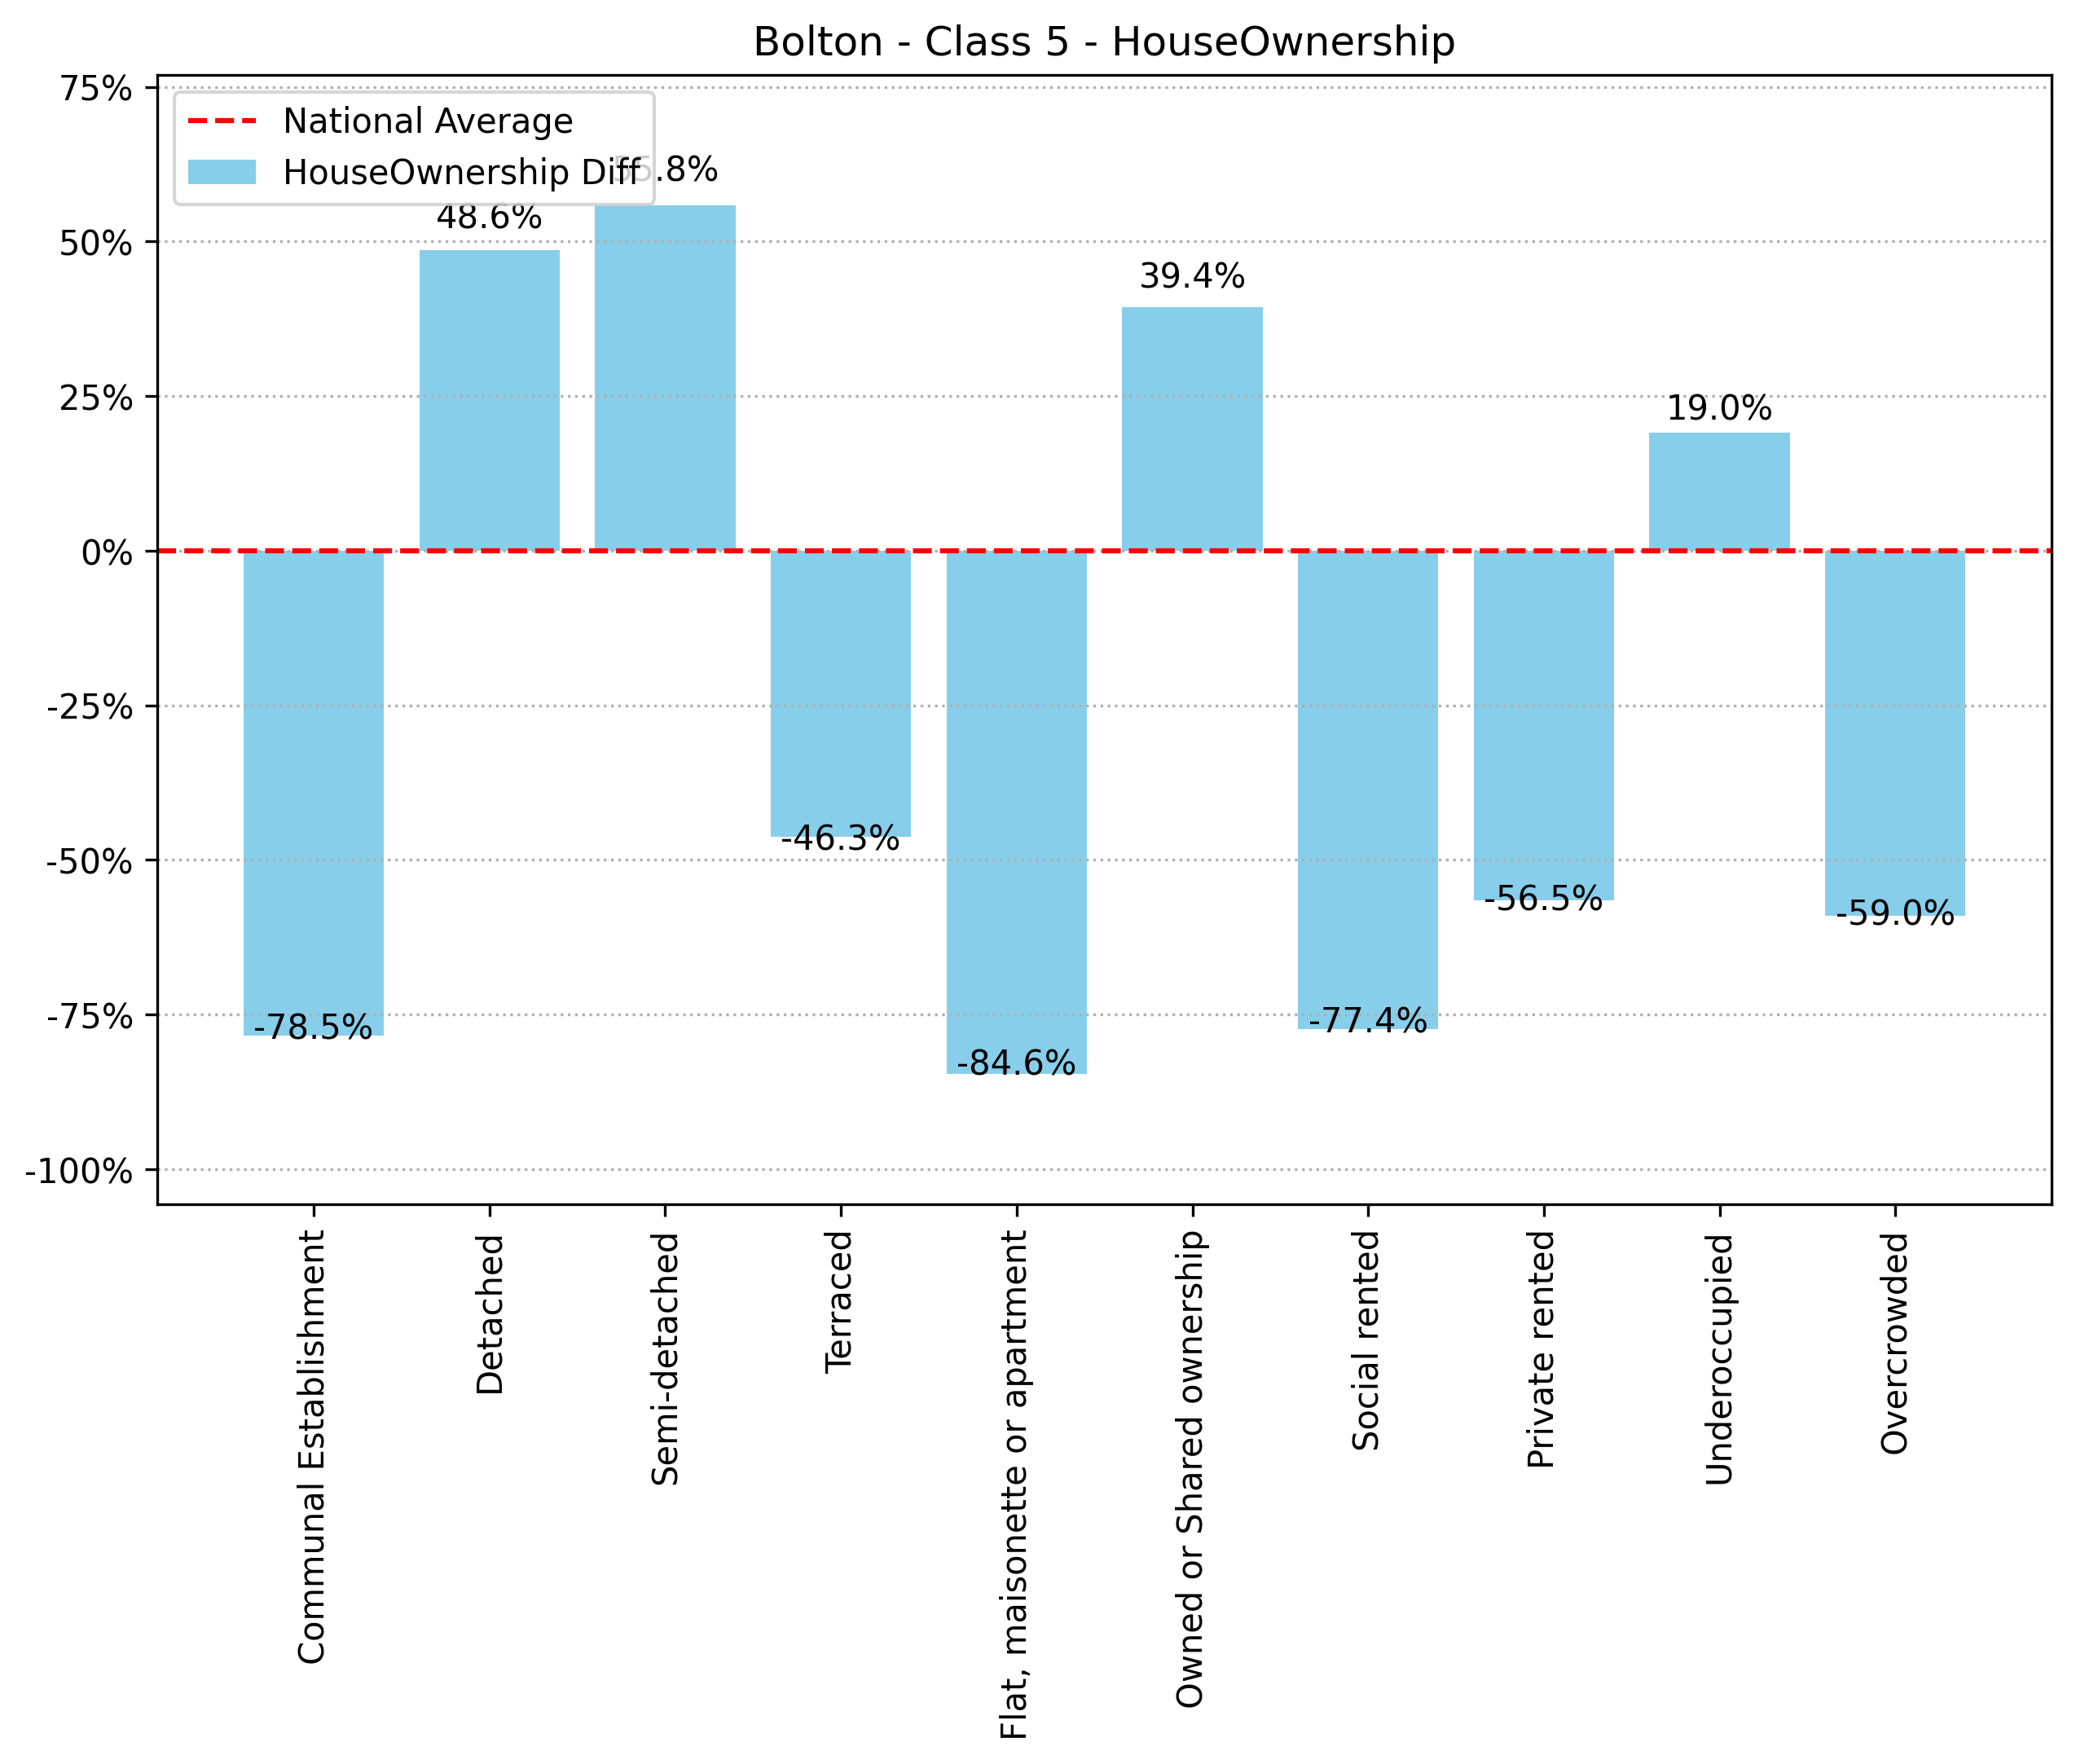 Bolton - Class 5 - HouseOwnership
75%
50%
25%
0%
-25%
-50%
-75%
-100%
National Average
HouseOwnership Diff
48.6%
55.8%
39.4%
19.0%
-46.3%
-56.5%
-59.0%
-78.5%
-77.4%
-84.6%
Communal Establishment
Detached
Semi-detached
Terraced
Flat, maisonette or apartment
Owned or Shared ownership
Social rented
Private rented
Underoccupied
Overcrowded